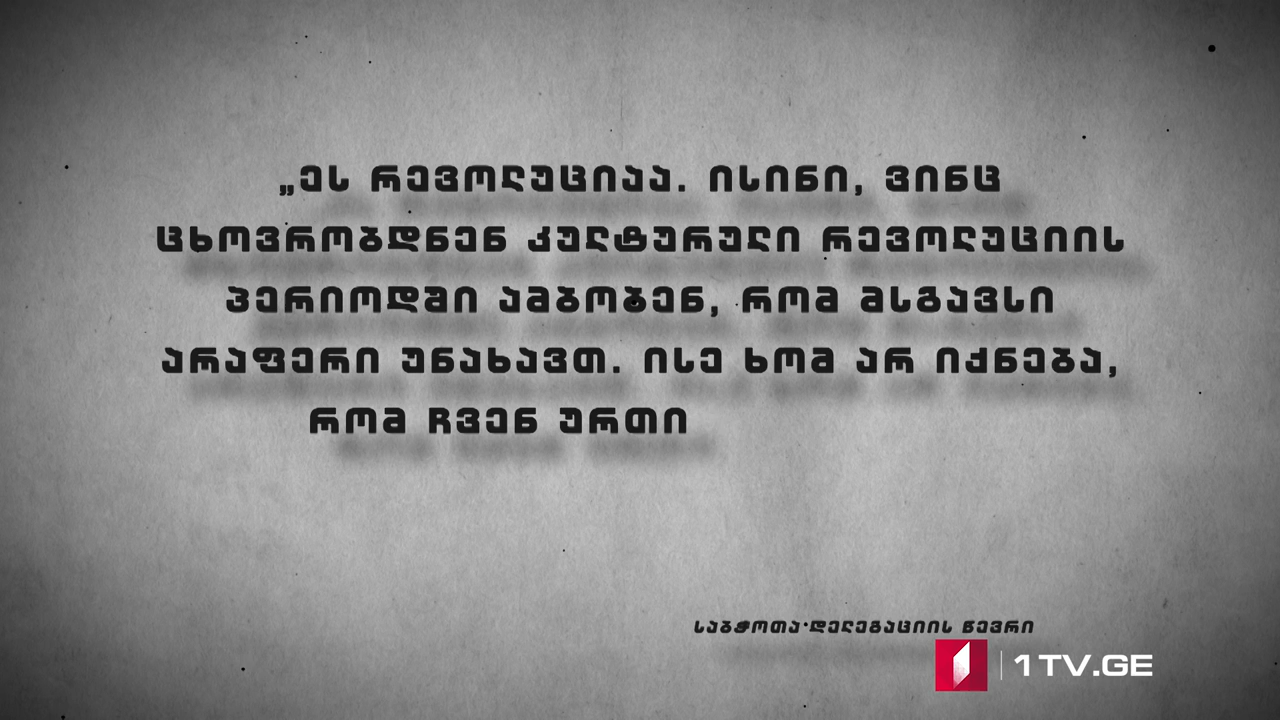 „ეს რევოლუციაა. ისინი, ვინც
ცხოვრობდნენ კულტურული რევოლუციის
პერიოდში ამბობენ, რომ მსგავსი
არაფერი უნახავთ. ისე ხომ არ იქნება,
რომ ჩვენ ურთი
საბჭოთა დელეგაციის წევრი
1TV.GE